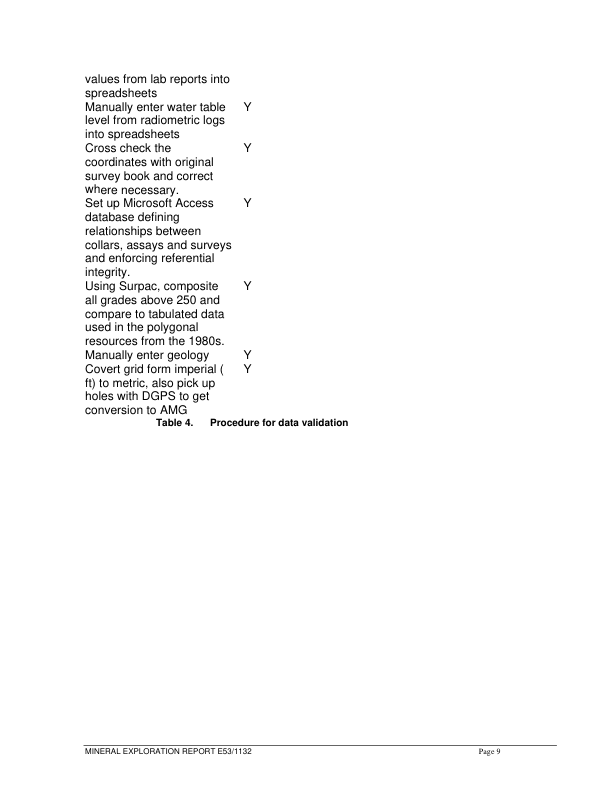 values from lab reports into
spreadsheets
Manually enter water table Y
level from radiometric logs
into spreadsheets
Cross check the Y
coordinates with original
survey book and correct
where necessary.
Set up Microsoft Access Y
database defining
relationships between
collars, assays and surveys
and enforcing referential
integrity.
Using Surpac, composite Y
all grades above 250 and
compare to tabulated data
used in the polygonal
resources from the 1980s.
Manually enter geology Y
Covert grid form imperial ( Y
ft) to metric, also pick up
holes with DGPS to get
conversion to AMG
Table 4. Procedure for data validation
MINERAL EXPLORATION REPORT E53/1132 Page 9